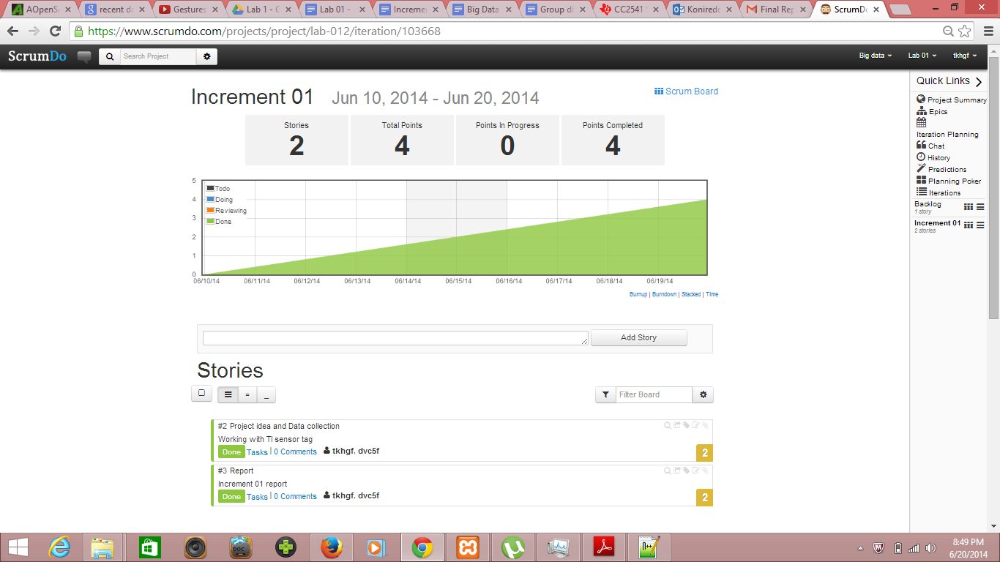 AOpenSo
recent da
Gestures
Lab 1 - G
Lab 01 -
Increme
Big Data
Group di
CC2541 S
Koniredd
Final Rep
ScrumDo
https://www.scrumdo.com/projects/project/lab-012/iteration/103668
ScrumDo
Search Project
Big data
Lab 01
tkhgf
Increment 01 Jun 10, 2014 - Jun 20, 2014
Scrum Board
Stories
2
Total Points
4
Points In Progress
0
Points Completed
4
5
4
3
2
1
0
Todo
Doing
Reviewing
Done
06/10/14 06/11/14 06/12/14 06/13/14 06/14/14 06/15/14 06/16/14 06/17/14 06/18/14 06/19/14
Burnup | Burndown | Stacked | Time
Add Story
Stories
= _
Filter Board
#2 Project idea and Data collection
Working with TI sensor tag
Done Tasks | 0 Comments tkhgf, dvc5f
2
#3 Report
Increment 01 report
Done Tasks | 0 Comments tkhgf, dvc5f
2
Quick Links
Project Summary
Epics
Iteration Planning
Chat
History
Predictions
Planning Poker
Iterations
Backlog
1 story
Increment 01
2 stories
DOC
8:49 PM
6/20/2014